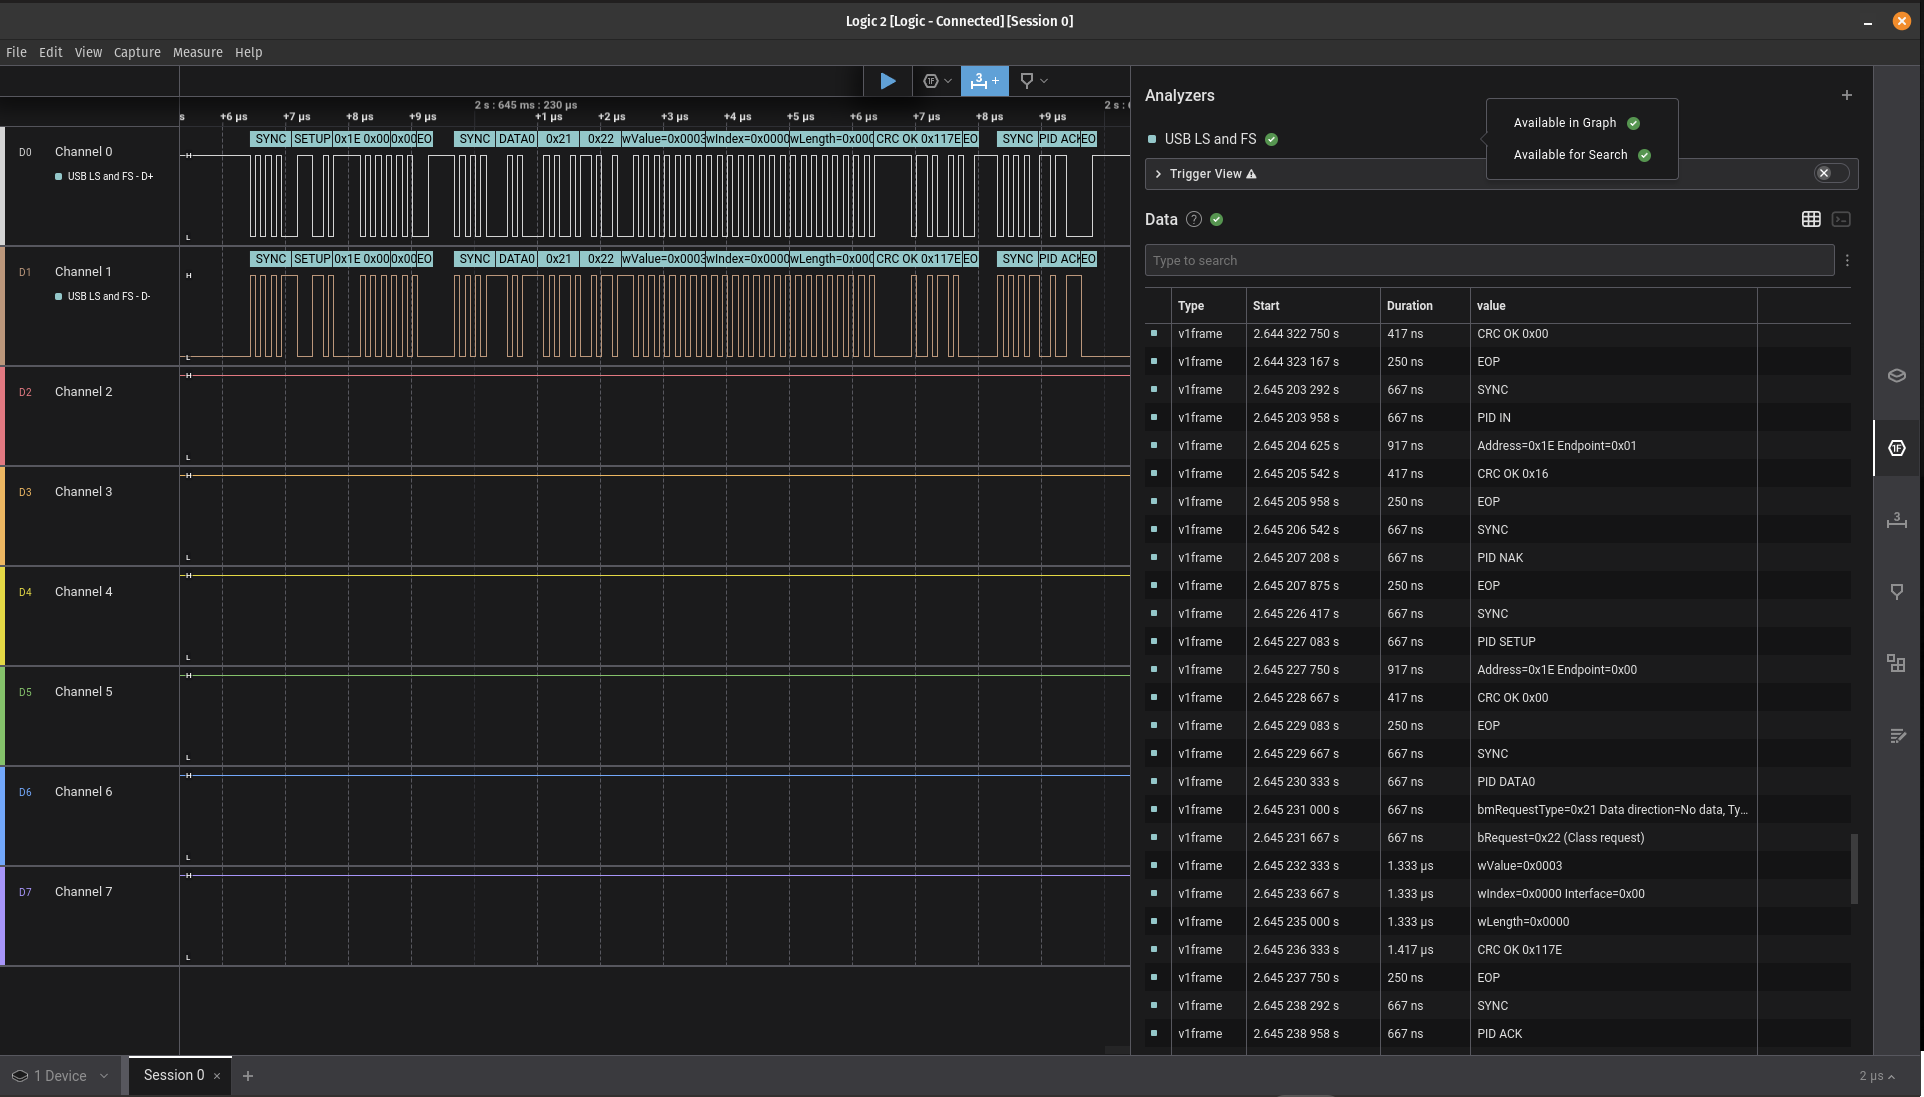 Logic 2 [Logic - Connected] [Session 0]
File Edit View Capture Measure Help
2 s : 645 ms : 230 µs
s +6 µs +7 µs +8 µs +9 µs +1 µs +2 µs +3 µs +4 µs +5 µs +6 µs +7 µs +8 µs +9 µs
D0 Channel 0
USB LS and FS - D+
SYNC SETUP 0x1E 0x00 0x00 EO SYNC DATA0 0x21 0x22 wValue=0x0003 wIndex=0x0000 wLength=0x000 CRC OK 0x117E EO SYNC PID ACK EO
H
L
D1 Channel 1
USB LS and FS - D-
SYNC SETUP 0x1E 0x00 0x00 EO SYNC DATA0 0x21 0x22 wValue=0x0003 wIndex=0x0000 wLength=0x000 CRC OK 0x117E EO SYNC PID ACK EO
H
L
D2 Channel 2
H
L
D3 Channel 3
H
L
D4 Channel 4
H
L
D5 Channel 5
H
L
D6 Channel 6
H
L
D7 Channel 7
H
L
Analyzers
USB LS and FS
Available in Graph
Available for Search
Trigger View
Data
Type to search
Type Start Duration value
v1frame 2.644 322 750 s 417 ns CRC OK 0x00
v1frame 2.644 323 167 s 250 ns EOP
v1frame 2.645 203 292 s 667 ns SYNC
v1frame 2.645 203 958 s 667 ns PID IN
v1frame 2.645 204 625 s 917 ns Address=0x1E Endpoint=0x01
v1frame 2.645 205 542 s 417 ns CRC OK 0x16
v1frame 2.645 205 958 s 250 ns EOP
v1frame 2.645 206 542 s 667 ns SYNC
v1frame 2.645 207 208 s 667 ns PID NAK
v1frame 2.645 207 875 s 250 ns EOP
v1frame 2.645 226 417 s 667 ns SYNC
v1frame 2.645 227 083 s 667 ns PID SETUP
v1frame 2.645 227 750 s 917 ns Address=0x1E Endpoint=0x00
v1frame 2.645 228 667 s 417 ns CRC OK 0x00
v1frame 2.645 229 083 s 250 ns EOP
v1frame 2.645 229 667 s 667 ns SYNC
v1frame 2.645 230 333 s 667 ns PID DATA0
v1frame 2.645 231 000 s 667 ns bmRequestType=0x21 Data direction=No data, Ty...
v1frame 2.645 231 667 s 667 ns bRequest=0x22 (Class request)
v1frame 2.645 232 333 s 1.333 µs wValue=0x0003
v1frame 2.645 233 667 s 1.333 µs wIndex=0x0000 Interface=0x00
v1frame 2.645 235 000 s 1.333 µs wLength=0x0000
v1frame 2.645 236 333 s 1.417 µs CRC OK 0x117E
v1frame 2.645 237 750 s 250 ns EOP
v1frame 2.645 238 292 s 667 ns SYNC
v1frame 2.645 238 958 s 667 ns PID ACK
1 Device
Session 0 × +
2 µs